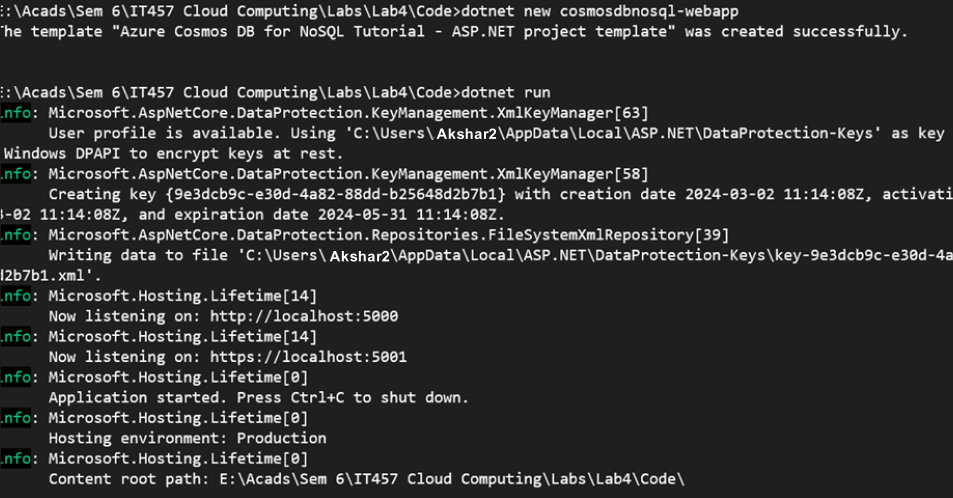 :\Acads\Sem 6\IT457 Cloud Computing\Labs\Lab4\Code>dotnet new cosmosdbnosql-webapp
he template "Azure Cosmos DB for NoSQL Tutorial - ASP.NET project template" was created successfully.
:\Acads\Sem 6\IT457 Cloud Computing\Labs\Lab4\Code>dotnet run
nfo: Microsoft.AspNetCore.DataProtection.KeyManagement.XmlKeyManager[63]
User profile is available. Using 'C:\Users\Akshar2\AppData\Local\ASP.NET\DataProtection-Keys' as key
Windows DPAPI to encrypt keys at rest.
nfo: Microsoft.AspNetCore.DataProtection.KeyManagement.XmlKeyManager[58]
Creating key {9e3dcb9c-e30d-4a82-88dd-b25648d2b7b1} with creation date 2024-03-02 11:14:08Z, activati
3-02 11:14:08Z, and expiration date 2024-05-31 11:14:08Z.
nfo: Microsoft.AspNetCore.DataProtection.Repositories.FileSystemXmlRepository[39]
Writing data to file 'C:\Users\Akshar2\AppData\Local\ASP.NET\DataProtection-Keys\key-9e3dcb9c-e30d-4a
d2b7b1.xml'.
nfo: Microsoft.Hosting.Lifetime[14]
Now listening on: http://localhost:5000
nfo: Microsoft.Hosting.Lifetime[14]
Now listening on: https://localhost:5001
nfo: Microsoft.Hosting.Lifetime[0]
Application started. Press Ctrl+C to shut down.
nfo: Microsoft.Hosting.Lifetime[0]
Hosting environment: Production
nfo: Microsoft.Hosting.Lifetime[0]
Content root path: E:\Acads\Sem 6\IT457 Cloud Computing\Labs\Lab4\Code\